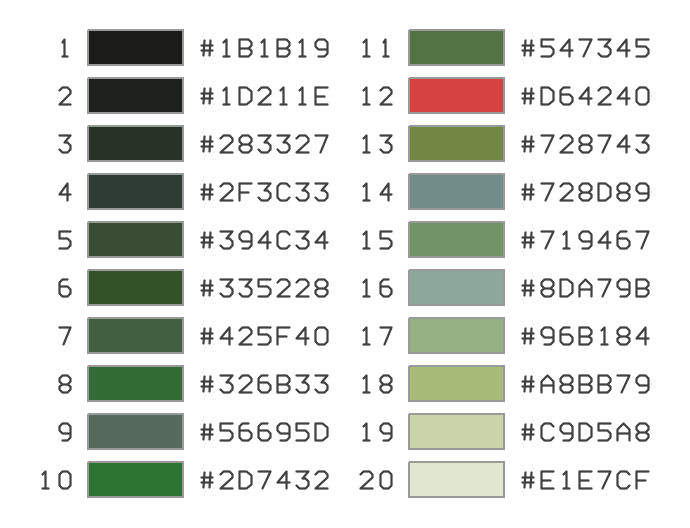 1 #1B1B19 11 #547345
2 #1D211E 12 #D64240
3 #283327 13 #728743
4 #2F3C33 14 #728D89
5 #394C34 15 #719467
6 #335228 16 #8DA79B
7 #425F40 17 #96B184
8 #326B33 18 #A8BB79
9 #56695D 19 #C9D5A8
10 #2D7432 20 #E1E7CF